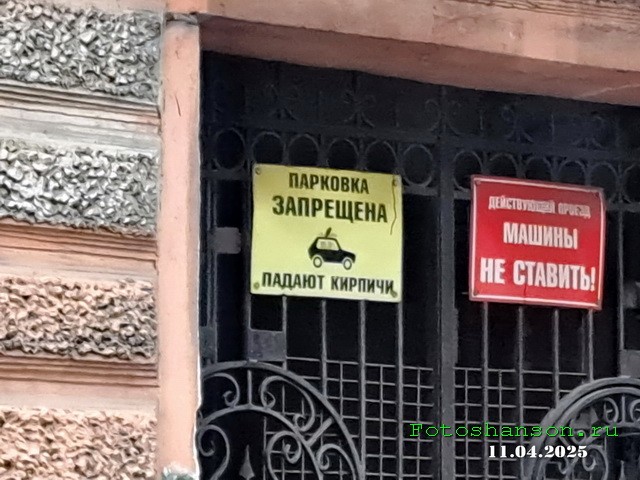 ПАРКОВКА
ЗАПРЕЩЕНА
ПАДАЮТ КИРПИЧИ
ДЕЙСТВУЮЩИЙ ПРОЕЗД
МАШИНЫ
НЕ СТАВИТЬ!
Fotoshanson.ru
11.04.2025